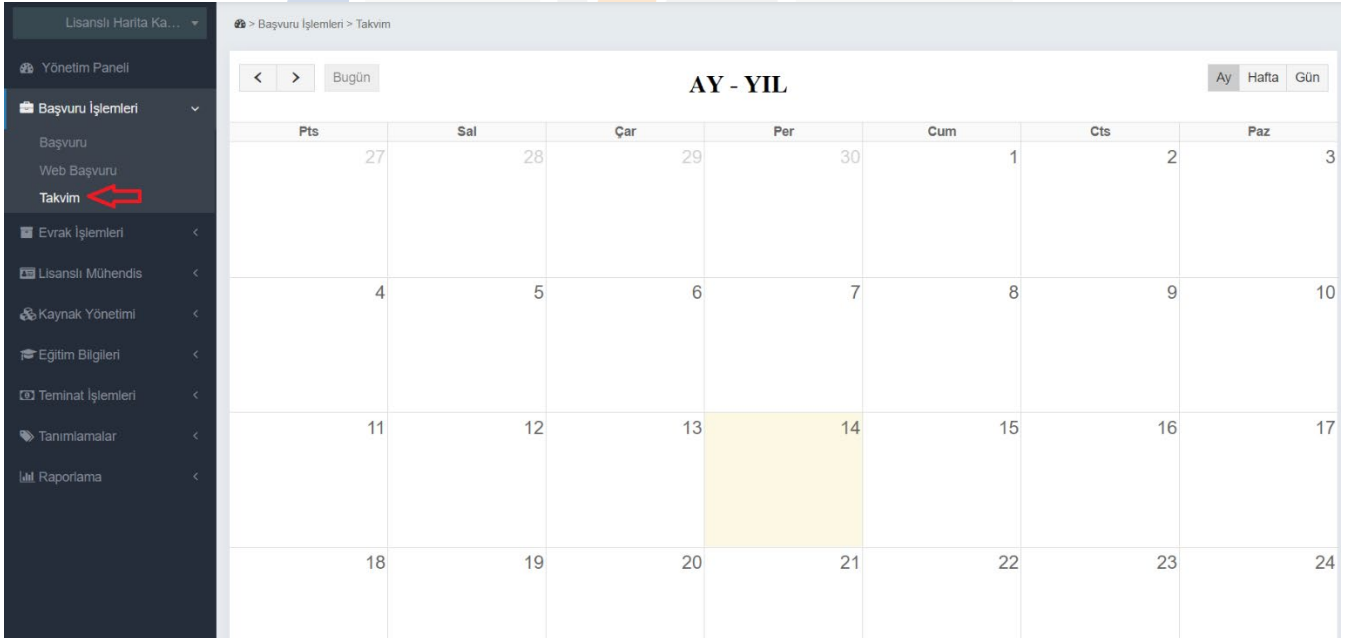 Lisanslı Harita Ka...
> Başvuru İşlemleri > Takvim
Yönetim Paneli
Başvuru İşlemleri
Başvuru
Web Başvuru
Takvim
Evrak İşlemleri
Lisanslı Mühendis
Kaynak Yönetimi
Eğitim Bilgileri
Teminat İşlemleri
Tanımlamalar
Raporlama
< > Bugün
AY - YIL
Ay Hafta Gün
Pts Sal Çar Per Cum Cts Paz
27 28 29 30 1 2 3
4 5 6 7 8 9 10
11 12 13 14 15 16 17
18 19 20 21 22 23 24